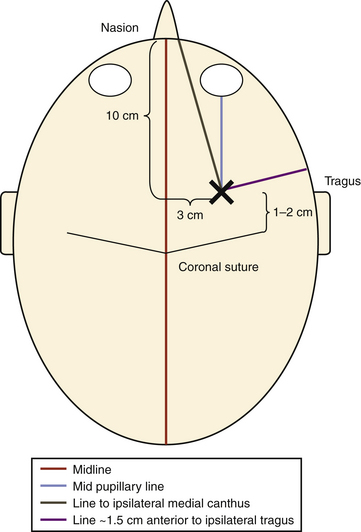 Nasion
10 cm
Tragus
3 cm
1–2 cm
Coronal suture
Midline
Mid pupillary line
Line to ipsilateral medial canthus
Line ~1.5 cm anterior to ipsilateral tragus